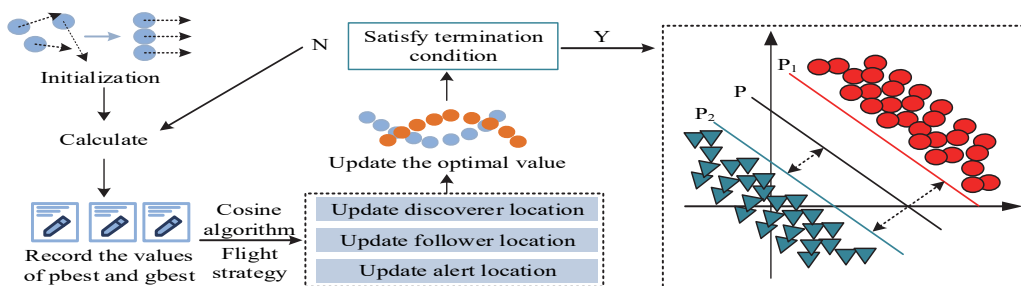 Initialization
Calculate
Record the values
of pbest and gbest
Cosine
algorithm
Flight
strategy
Update discoverer location
Update follower location
Update alert location
Update the optimal value
Satisfy termination
condition
N
Y
P1
P
P2